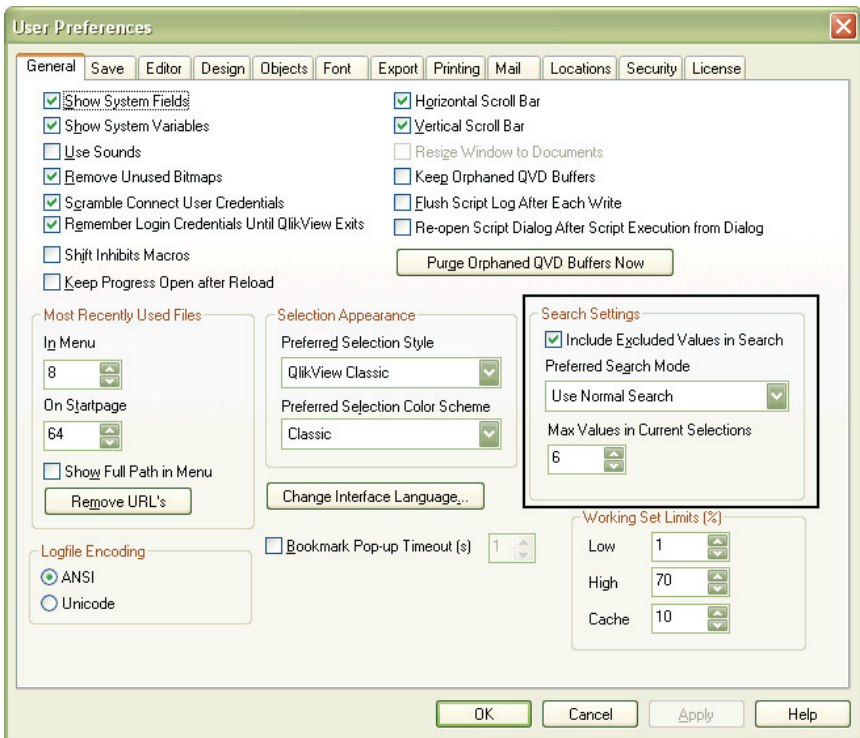 User Preferences
General Save Editor Design Objects Font Export Printing Mail Locations Security License
Show System Fields
Show System Variables
Use Sounds
Remove Unused Bitmaps
Scramble Connect User Credentials
Remember Login Credentials Until QlikView Exits
Shift Inhibits Macros
Keep Progress Open after Reload
Horizontal Scroll Bar
Vertical Scroll Bar
Resize Window to Documents
Keep Orphaned QVD Buffers
Flush Script Log After Each Write
Re-open Script Dialog After Script Execution from Dialog
Purge Orphaned QVD Buffers Now
Most Recently Used Files
In Menu
8
On Startpage
64
Show Full Path in Menu
Remove URL's
Selection Appearance
Preferred Selection Style
QlikView Classic
Preferred Selection Color Scheme
Classic
Change Interface Language...
Search Settings
Include Excluded Values in Search
Preferred Search Mode
Use Normal Search
Max Values in Current Selections
6
Logfile Encoding
ANSI
Unicode
Bookmark Pop-up Timeout (s) 1
Working Set Limits (%)
Low 1
High 70
Cache 10
OK Cancel Apply Help